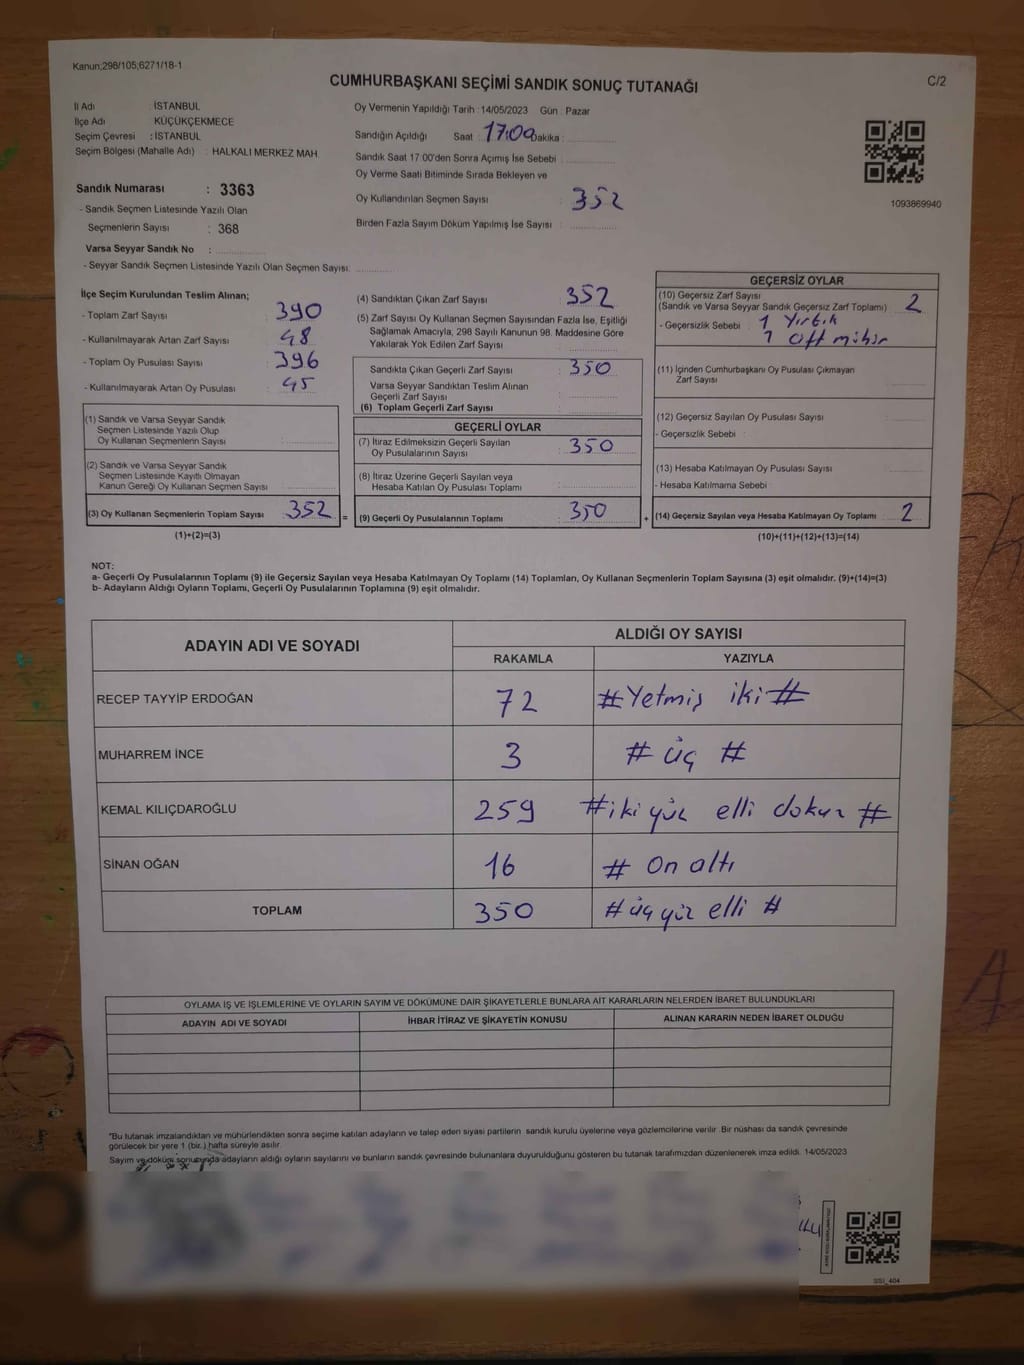 Kanun;298/105;6271/18-1
C/2
CUMHURBAŞKANI SEÇİMİ SANDIK SONUÇ TUTANAĞI
İl Adı : İSTANBUL
İlçe Adı KÜÇÜKÇEKMECE
Seçim Çevresi : İSTANBUL
Seçim Bölgesi (Mahalle Adı) : HALKALI MERKEZ MAH.
Sandık Numarası : 3363
- Sandık Seçmen Listesinde Yazılı Olan
Seçmenlerin Sayısı : 368
Varsa Seyyar Sandık No :
- Seyyar Sandık Seçmen Listesinde Yazılı Olan Seçmen Sayısı.
Oy Vermenin Yapıldığı Tarih : 14/05/2023 Gün : Pazar
Sandığın Açıldığı Saat : 17:00 Dakika :
Sandık Saat 17:00'den Sonra Açımış İse Sebebi :
Oy Verme Saati Bitiminde Sırada Bekleyen ve
Oy Kullandırılan Seçmen Sayısı : 352
Birden Fazla Sayım Döküm Yapılmış İse Sayısı :
1093869940
İlçe Seçim Kurulundan Teslim Alınan;
- Toplam Zarf Sayısı : 390
- Kullanılmayarak Artan Zarf Sayısı : 48
- Toplam Oy Pusulası Sayısı : 396
- Kullanılmayarak Artan Oy Pusulası : 45
(1) Sandık ve Varsa Seyyar Sandık
Seçmen Listesinde Yazılı Olup
Oy Kullanan Seçmenlerin Sayısı :
(2) Sandık ve Varsa Seyyar Sandık
Seçmen Listesinde Kayıtlı Olmayan
Kanun Gereği Oy Kullanan Seçmen Sayısı :
(3) Oy Kullanan Seçmenlerin Toplam Sayısı : 352 =
(1)+(2)=(3)
(4) Sandıktan Çıkan Zarf Sayısı : 352
(5) Zarf Sayısı Oy Kullanan Seçmen Sayısından Fazla İse, Eşitliği
Sağlamak Amacıyla, 298 Sayılı Kanunun 98. Maddesine Göre
Yakılarak Yok Edilen Zarf Sayısı
Sandıkta Çıkan Geçerli Zarf Sayısı : 350
Varsa Seyyar Sandıktan Teslim Alınan
Geçerli Zarf Sayısı :
(6) Toplam Geçerli Zarf Sayısı
GEÇERLİ OYLAR
(7) İtiraz Edilmeksizin Geçerli Sayılan
Oy Pusulalarının Sayısı : 350
(8) İtiraz Üzerine Geçerli Sayılan veya
Hesaba Katılan Oy Pusulası Toplamı :
(9) Geçerli Oy Pusulalarının Toplamı : 350 +
GEÇERSİZ OYLAR
(10) Geçersiz Zarf Sayısı
(Sandık ve Varsa Seyyar Sandık Geçersiz Zarf Toplamı) : 2
- Geçersizlik Sebebi : 1 Yırtık
1 Çift mühür
(11) İçinden Cumhurbaşkanı Oy Pusulası Çıkmayan
Zarf Sayısı
(12) Geçersiz Sayılan Oy Pusulası Sayısı
- Geçersizlik Sebebi :
(13) Hesaba Katılmayan Oy Pusulası Sayısı
- Hesaba Katılmama Sebebi
(14) Geçersiz Sayılan veya Hesaba Katılmayan Oy Toplamı : 2
(10)+(11)+(12)+(13)=(14)
NOT:
a- Geçerli Oy Pusulalarının Toplamı (9) ile Geçersiz Sayılan veya Hesaba Katılmayan Oy Toplamı (14) Toplamları, Oy Kullanan Seçmenlerin Toplam Sayısına (3) eşit olmalıdır. (9)+(14)=(3)
b- Adayların Aldığı Oyların Toplamı, Geçerli Oy Pusulalarının Toplamına (9) eşit olmalıdır.
ADAYIN ADI VE SOYADI
ALDIĞI OY SAYISI
RAKAMLA YAZIYLA
RECEP TAYYİP ERDOĞAN 72 #Yetmiş iki#
MUHARREM İNCE 3 # üç #
KEMAL KILIÇDAROĞLU 259 #iki yüz elli dokuz #
SİNAN OĞAN 16 # On altı
TOPLAM 350 # üç yüz elli #
OYLAMA İŞ VE İŞLEMLERİNE VE OYLARIN SAYIM VE DÖKÜMÜNE DAİR ŞİKAYETLERLE BUNLARA AİT KARARLARIN NELERDEN İBARET BULUNDUKLARI
ADAYIN ADI VE SOYADI İHBAR İTİRAZ VE ŞİKAYETİN KONUSU ALINAN KARARIN NEDEN İBARET OLDUĞU
"Bu tutanak imzalandıktan ve mühürlendikten sonra seçime katılan adayların ve talep eden siyasi partilerin sandık kurulu üyelerine veya gözlemcilerine verilir. Bir nüshası da sandık çevresinde
görülecek bir yere 1 (bir.) hafta süreyle asılır.
Sayım ve döküm sonucunda adayların aldığı oyların sayılarını ve bunların sandık çevresinde bulunanlara duyurulduğunu gösteren bu tutanak tarafımızdan düzenlenerek imza edildi. 14/05/2023
SSI_404